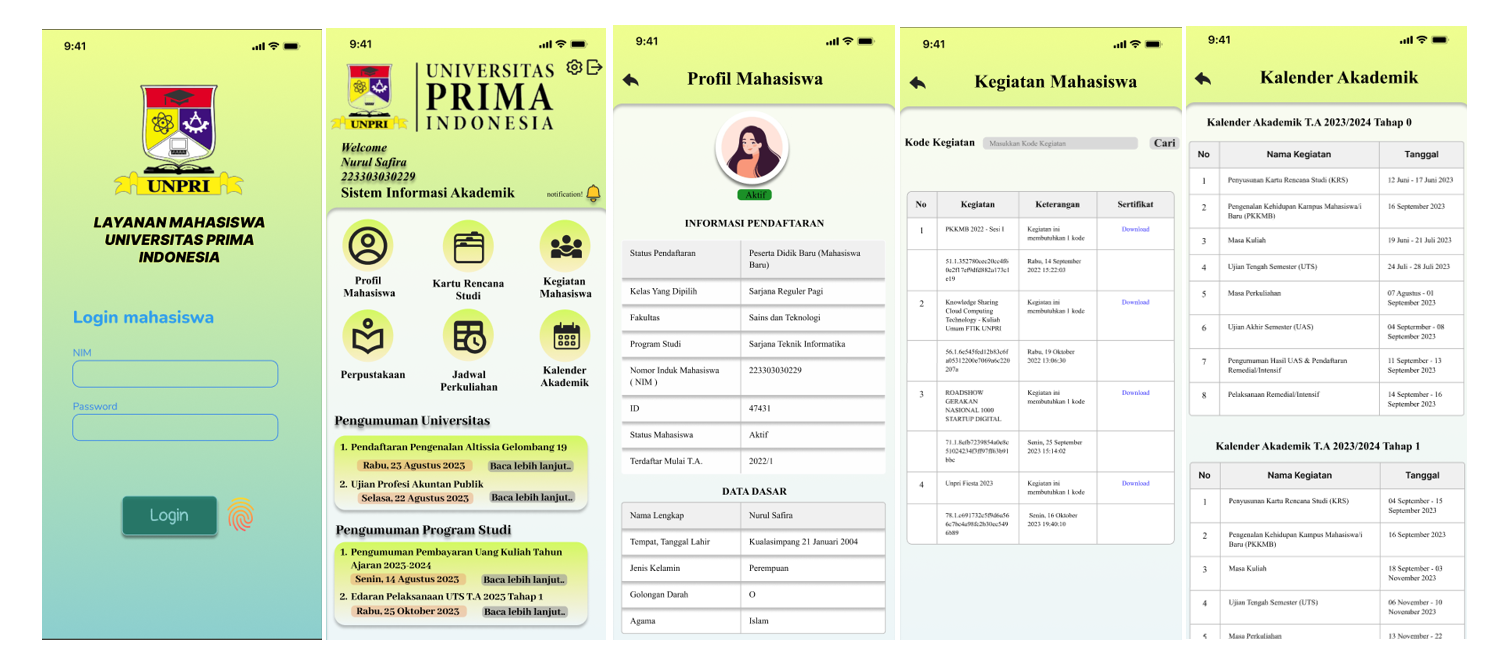 9:41
UNPRI
LAYANAN MAHASISWA
UNIVERSITAS PRIMA
INDONESIA
Login mahasiswa
NIM
Password
Login
9:41
UNPRI
UNIVERSITAS
PRIMA
INDONESIA
Welcome
Nurul Safira
223303030229
Sistem Informasi Akademik
notification!
Profil
Mahasiswa
Kartu Rencana
Studi
Kegiatan
Mahasiswa
Perpustakaan
Jadwal
Perkuliahan
Kalender
Akademik
Pengumuman Universitas
1. Pendaftaran Pengenalan Altissia Gelombang 19
Rabu, 23 Agustus 2023 Baca lebih lanjut..
2. Ujian Profesi Akuntan Publik
Selasa, 22 Agustus 2023 Baca lebih lanjut..
Pengumuman Program Studi
1. Pengumuman Pembayaran Uang Kuliah Tahun
Ajaran 2023-2024
Senin, 14 Agustus 2023 Baca lebih lanjut..
2. Edaran Pelaksanaan UTS T.A 2023 Tahap 1
Rabu, 25 Oktober 2023 Baca lebih lanjut..
9:41
Profil Mahasiswa
Aktif
INFORMASI PENDAFTARAN
Status Pendaftaran Peserta Didik Baru (Mahasiswa
Baru)
Kelas Yang Dipilih Sarjana Reguler Pagi
Fakultas Sains dan Teknologi
Program Studi Sarjana Teknik Informatika
Nomor Induk Mahasiswa 223303030229
( NIM )
ID 47431
Status Mahasiswa Aktif
Terdaftar Mulai T.A. 2022/1
DATA DASAR
Nama Lengkap Nurul Safira
Tempat, Tanggal Lahir Kualasimpang 21 Januari 2004
Jenis Kelamin Perempuan
Golongan Darah O
Agama Islam
9:41
Kegiatan Mahasiswa
Kode Kegiatan Masukkan Kode Kegiatan Cari
No Kegiatan Keterangan Sertifikat
1 PKKMB 2022 - Sesi I Kegiatan ini Download
membutuhkan 1 kode
Rabu, 14 September
2022 15:22:03
2 Knowledge Sharing Kegiatan ini Download
Cloud Computing membutuhkan 1 kode
Technology - Kuliah
Umum FTIK UNPRI
Rabu, 19 Oktober
2022 13:06:30
3 ROADSHOW Kegiatan ini Download
GERAKAN membutuhkan 1 kode
NASIONAL 1000
STARTUP DIGITAL
Senin, 25 September
2023 15:14:02
4 Unpri Fiesta 2023 Kegiatan ini Download
membutuhkan 1 kode
Senin, 16 Oktober
2023 19:40:10
9:41
Kalender Akademik
Kalender Akademik T.A 2023/2024 Tahap 0
No Nama Kegiatan Tanggal
1 Penyusunan Kartu Rencana Studi (KRS) 12 Juni - 17 Juni 2023
2 Pengenalan Kehidupan Kampus Mahasiswa/i 16 September 2023
Baru (PKKMB)
3 Masa Kuliah 19 Juni - 21 Juli 2023
4 Ujian Tengah Semester (UTS) 24 Juli - 28 Juli 2023
5 Masa Perkuliahan 07 Agustus - 01
September 2023
6 Ujian Akhir Semester (UAS) 04 September - 08
September 2023
7 Pengumuman Hasil UAS & Pendaftaran 11 September - 13
Remedial/Intensif September 2023
8 Pelaksanaan Remedial/Intensif 14 September - 16
September 2023
Kalender Akademik T.A 2023/2024 Tahap 1
No Nama Kegiatan Tanggal
1 Penyusunan Kartu Rencana Studi (KRS) 04 September - 15
September 2023
2 Pengenalan Kehidupan Kampus Mahasiswa/i 16 September 2023
Baru (PKKMB)
3 Masa Kuliah 18 September - 03
November 2023
4 Ujian Tengah Semester (UTS) 06 November - 10
November 2023
5 Masa Perkuliahan 13 November - 22